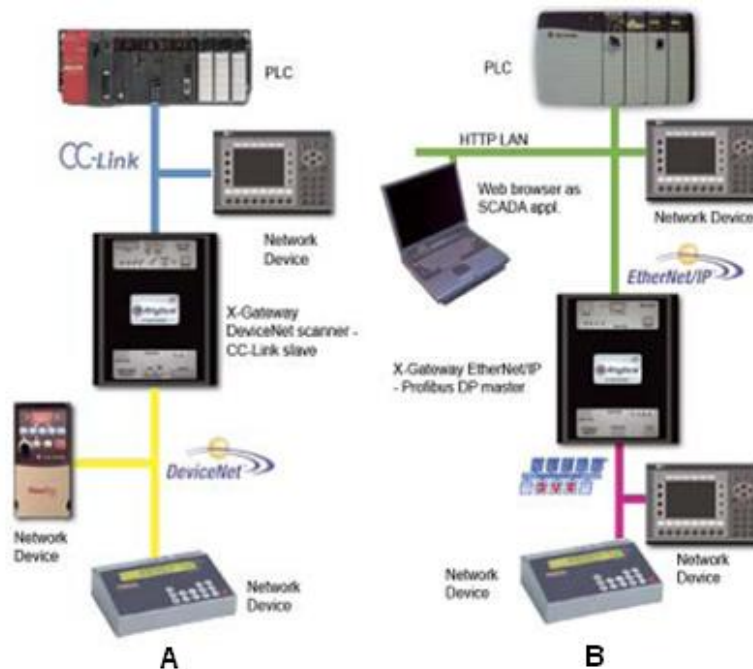 PLC
CC-Link
Network
Device
X-Gateway
DeviceNet scanner -
CC-Link slave
DeviceNet
Network
Device
Network
Device
A
PLC
HTTP LAN
Web browser as
SCADA appl.
Network Device
EtherNet/IP
X-Gateway EtherNet/IP
- Profibus DP master
Network
Device
Network
Device
B